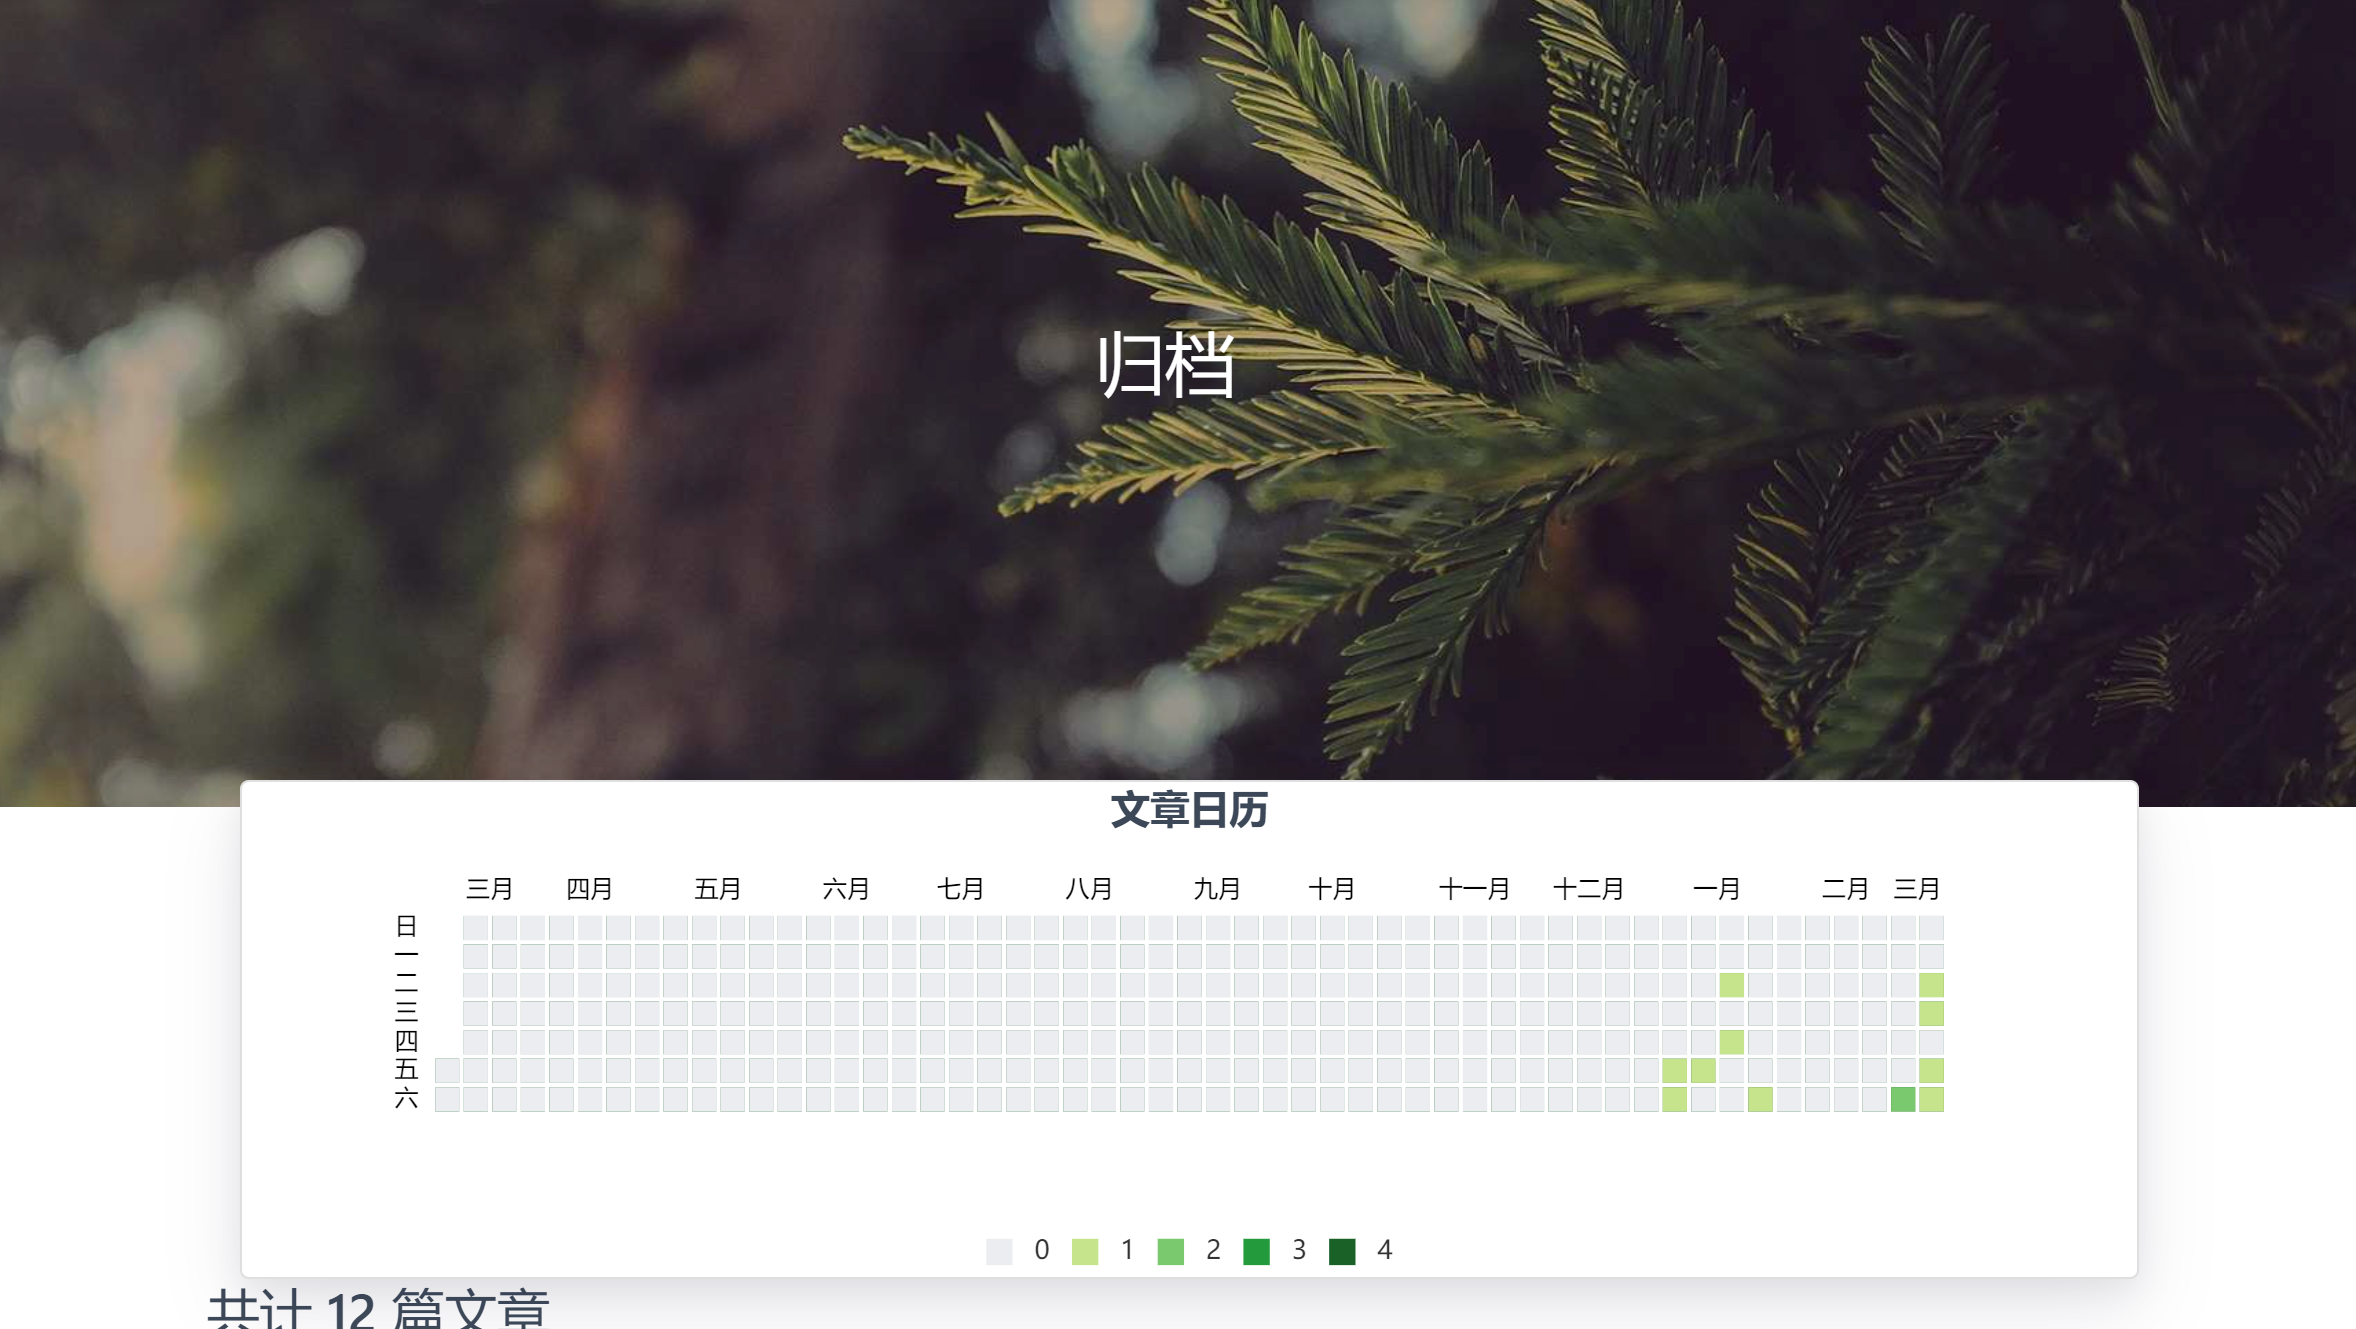 归档
文章日历
三月 四月 五月 六月 七月 八月 九月 十月 十一月 十二月 一月 二月 三月
日
一
二
三
四
五
六
0 1 2 3 4
共计 12 篇文章